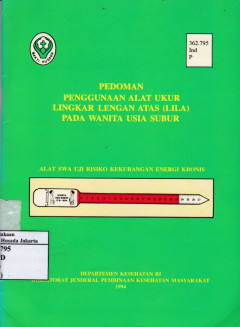 362.795
Ind
P
PEDOMAN
PENGGUNAAN ALAT UKUR
LINGKAR LENGAN ATAS (LILA)
PADA WANITA USIA SUBUR
ALAT SWA UJI RISIKO KEKURANGAN ENERGI KRONIS
DEPARTEMEN KESEHATAN RI
JENDERAL PEMBINAAN KESEHATAN MASYARAKAT
1994
Husada Jakarta
795